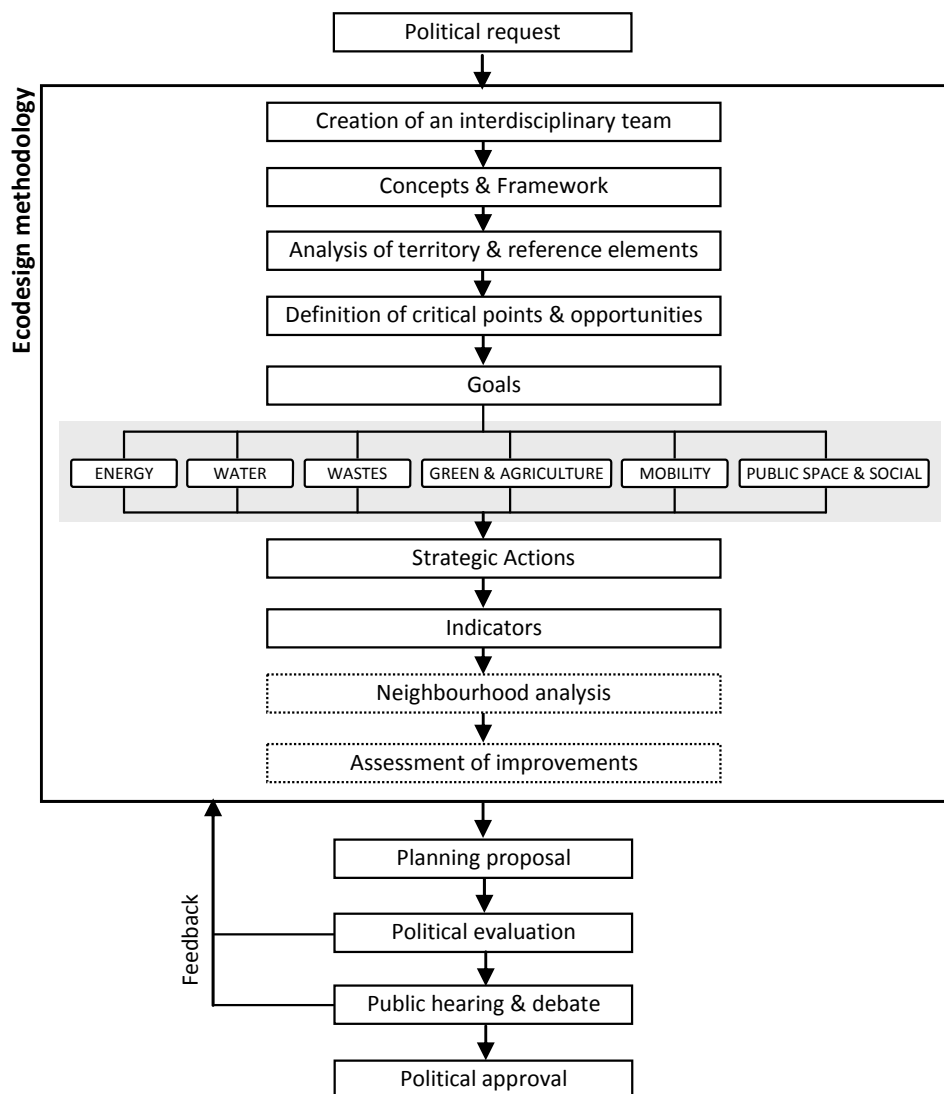 Political request
Ecodesign methodology
Creation of an interdisciplinary team
Concepts & Framework
Analysis of territory & reference elements
Definition of critical points & opportunities
Goals
ENERGY
WATER
WASTES
GREEN & AGRICULTURE
MOBILITY
PUBLIC SPACE & SOCIAL
Strategic Actions
Indicators
Neighbourhood analysis
Assessment of improvements
Planning proposal
Political evaluation
Feedback
Public hearing & debate
Political approval